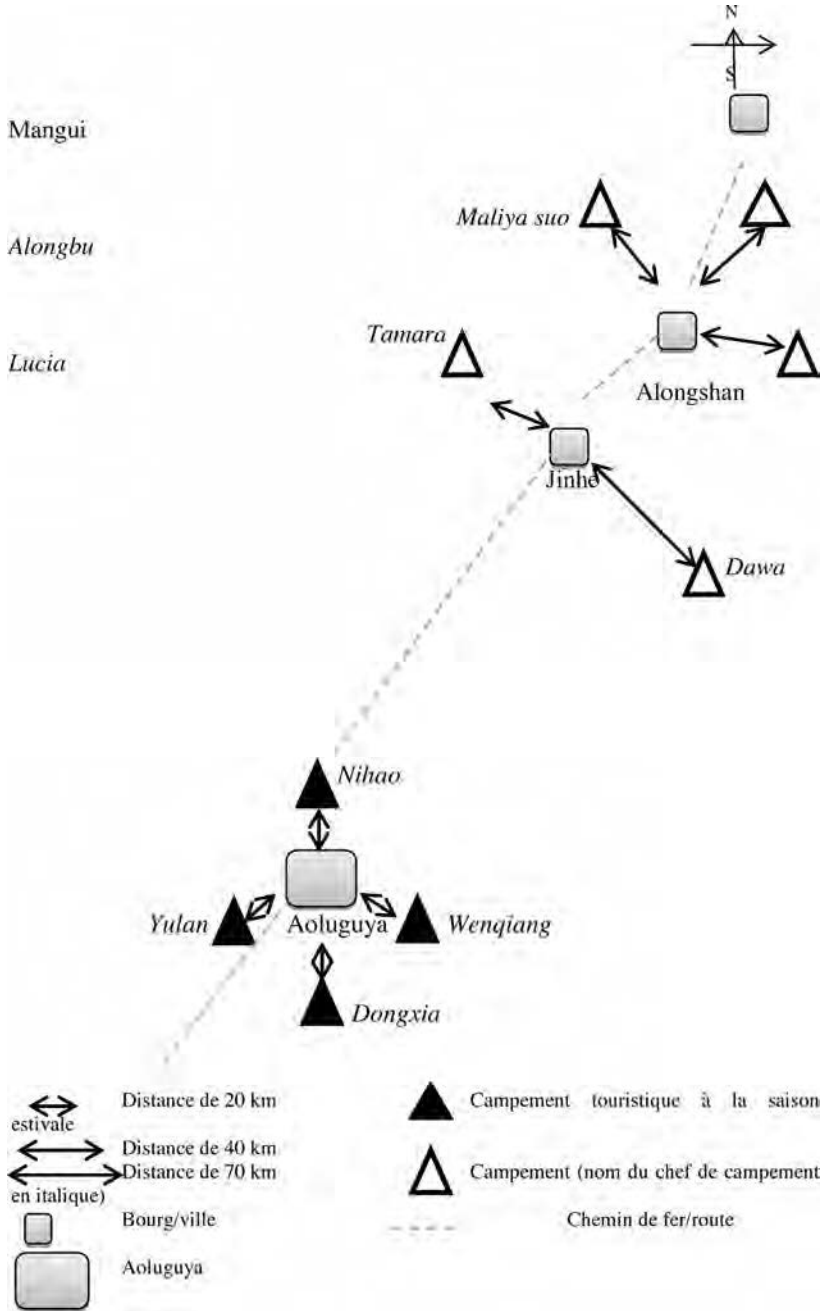 N
S
Mangui
Maliya suo
Alongbu
Tamara
Lucia
Alongshan
Jinhe
Dawa
Nihao
Yulan
Aoluguya
Wenqiang
Dongxia
Distance de 20 km
Campement touristique à la saison
estivale
Distance de 40 km
Distance de 70 km
Campement (nom du chef de campement
en italique)
Bourg/ville
Chemin de fer/route
Aoluguya